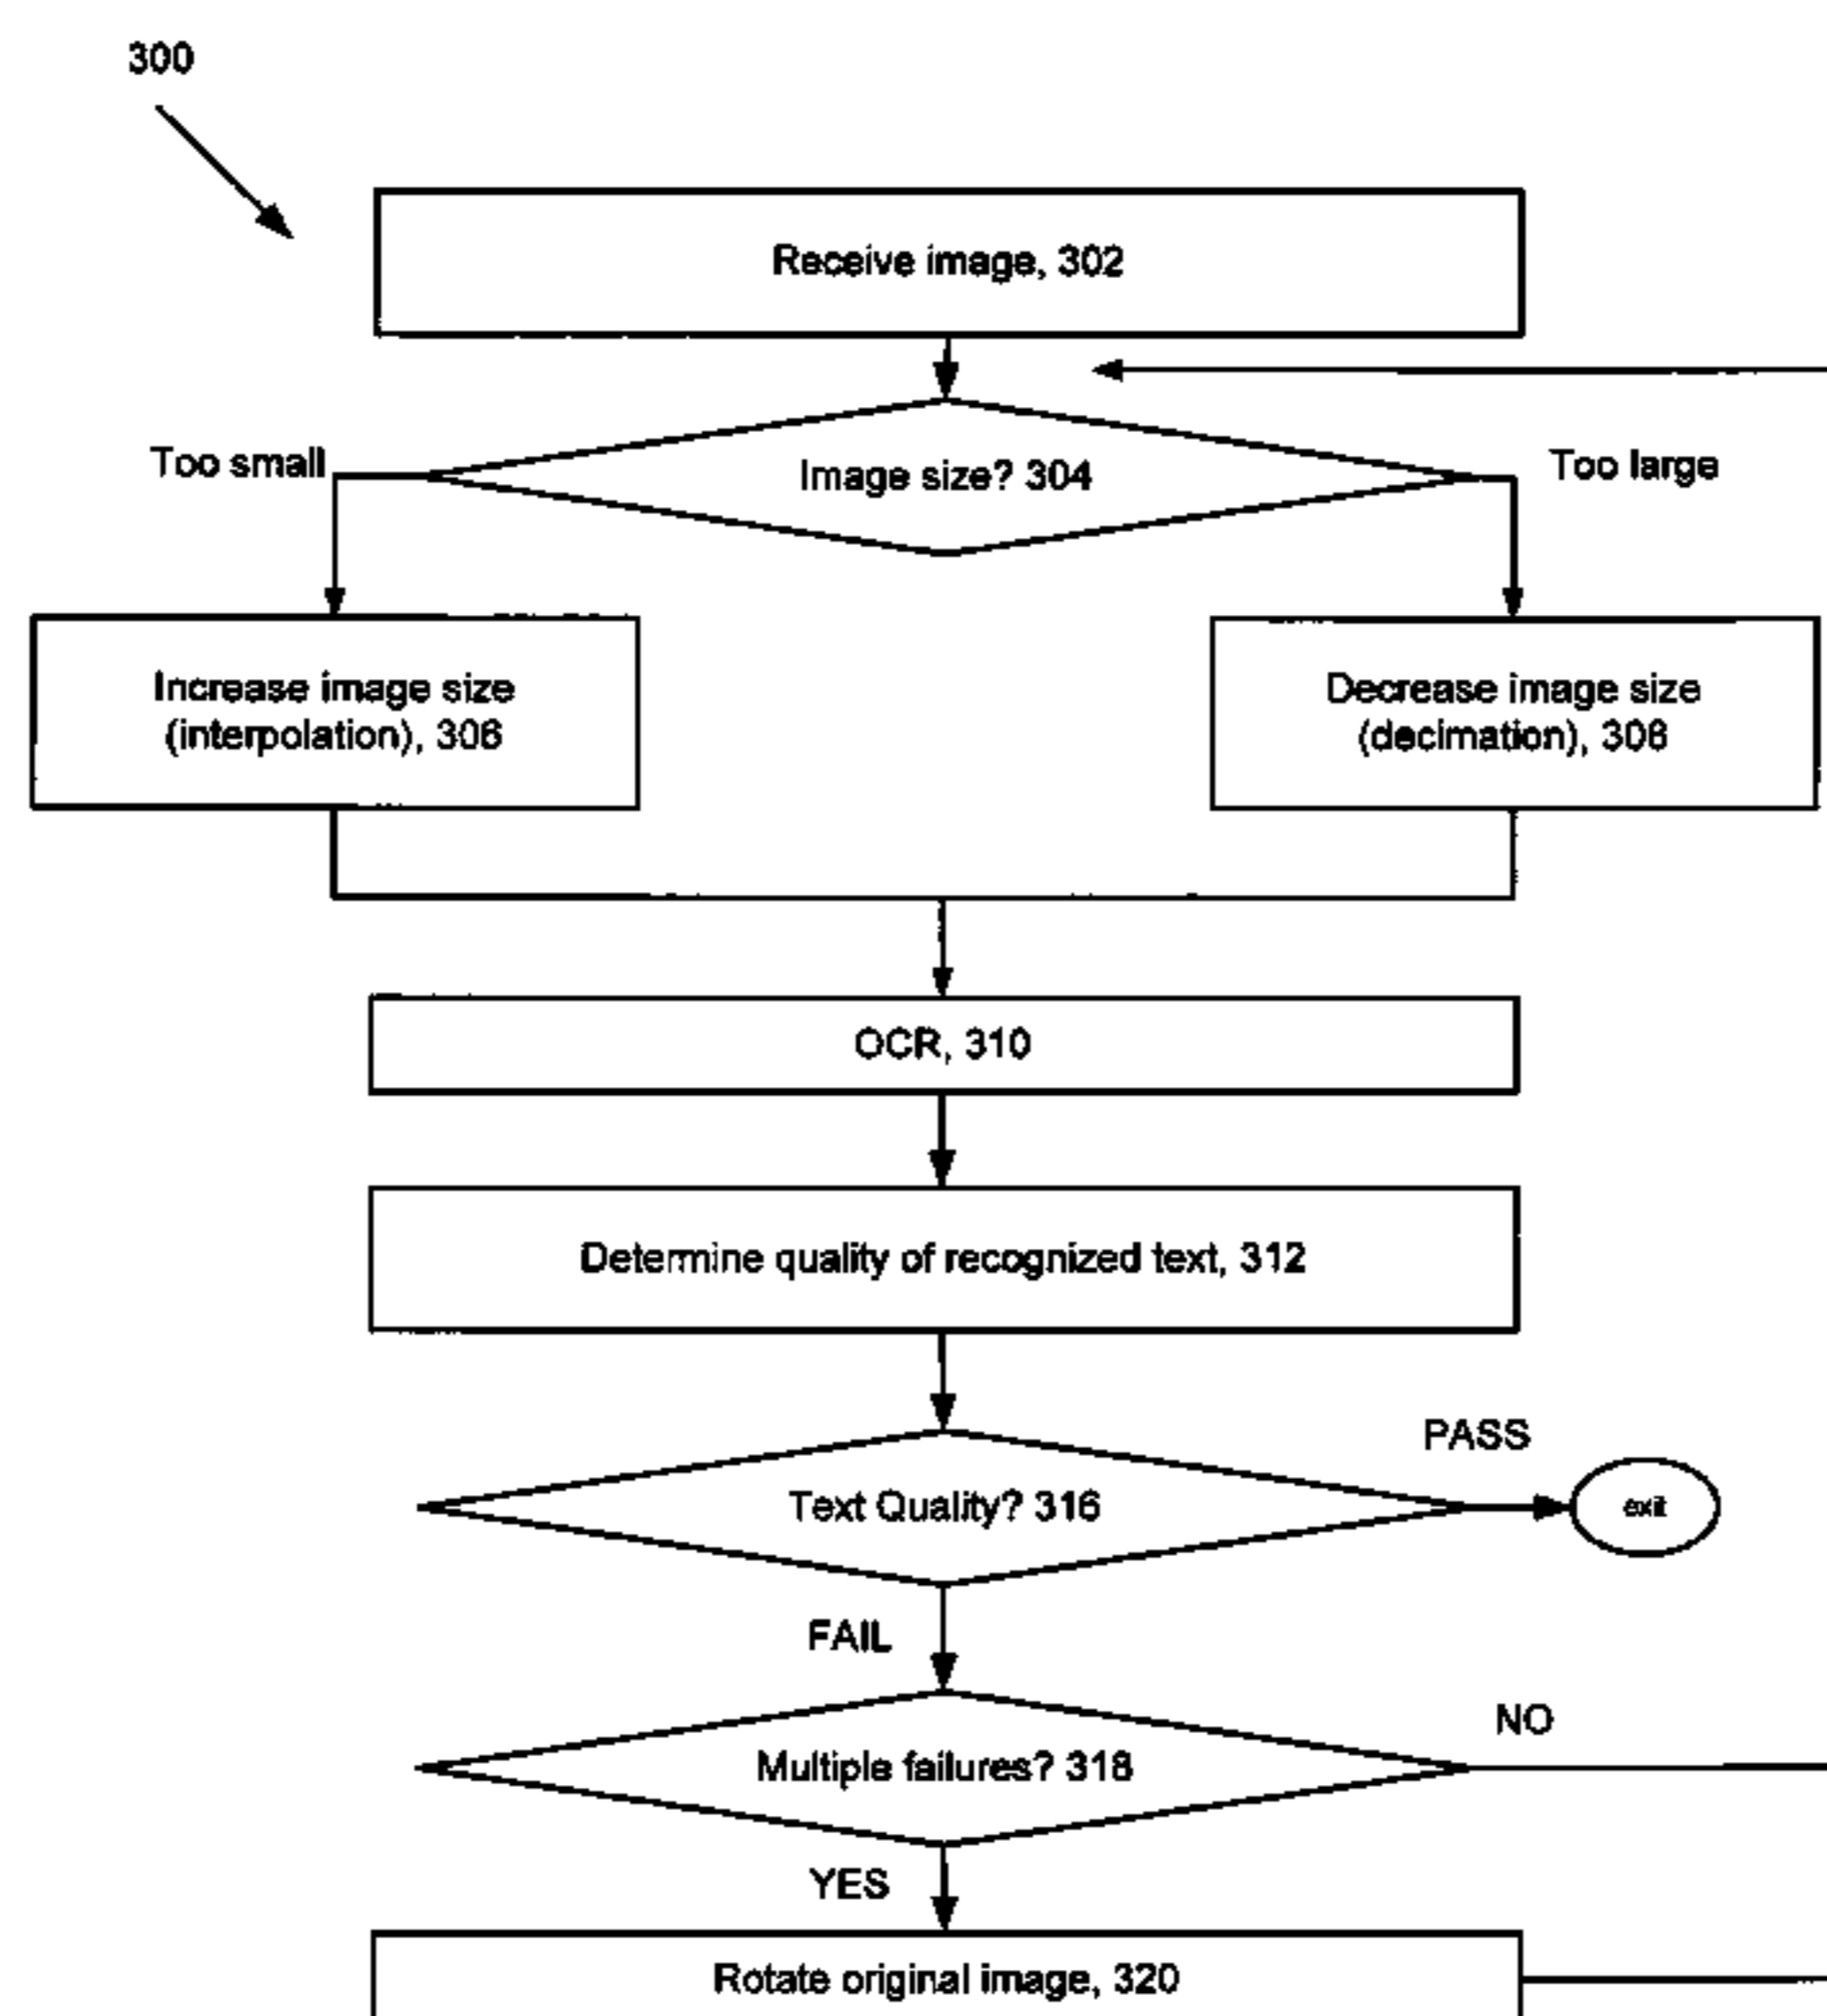 300
Receive image, 302
Too small
Image size? 304
Too large
Increase image size
(interpolation), 306
Decrease image size
(decimation), 308
OCR, 310
Determine quality of recognized text, 312
PASS
Text Quality? 316
exit
FAIL
NO
Multiple failures? 318
YES
Rotate original image, 320